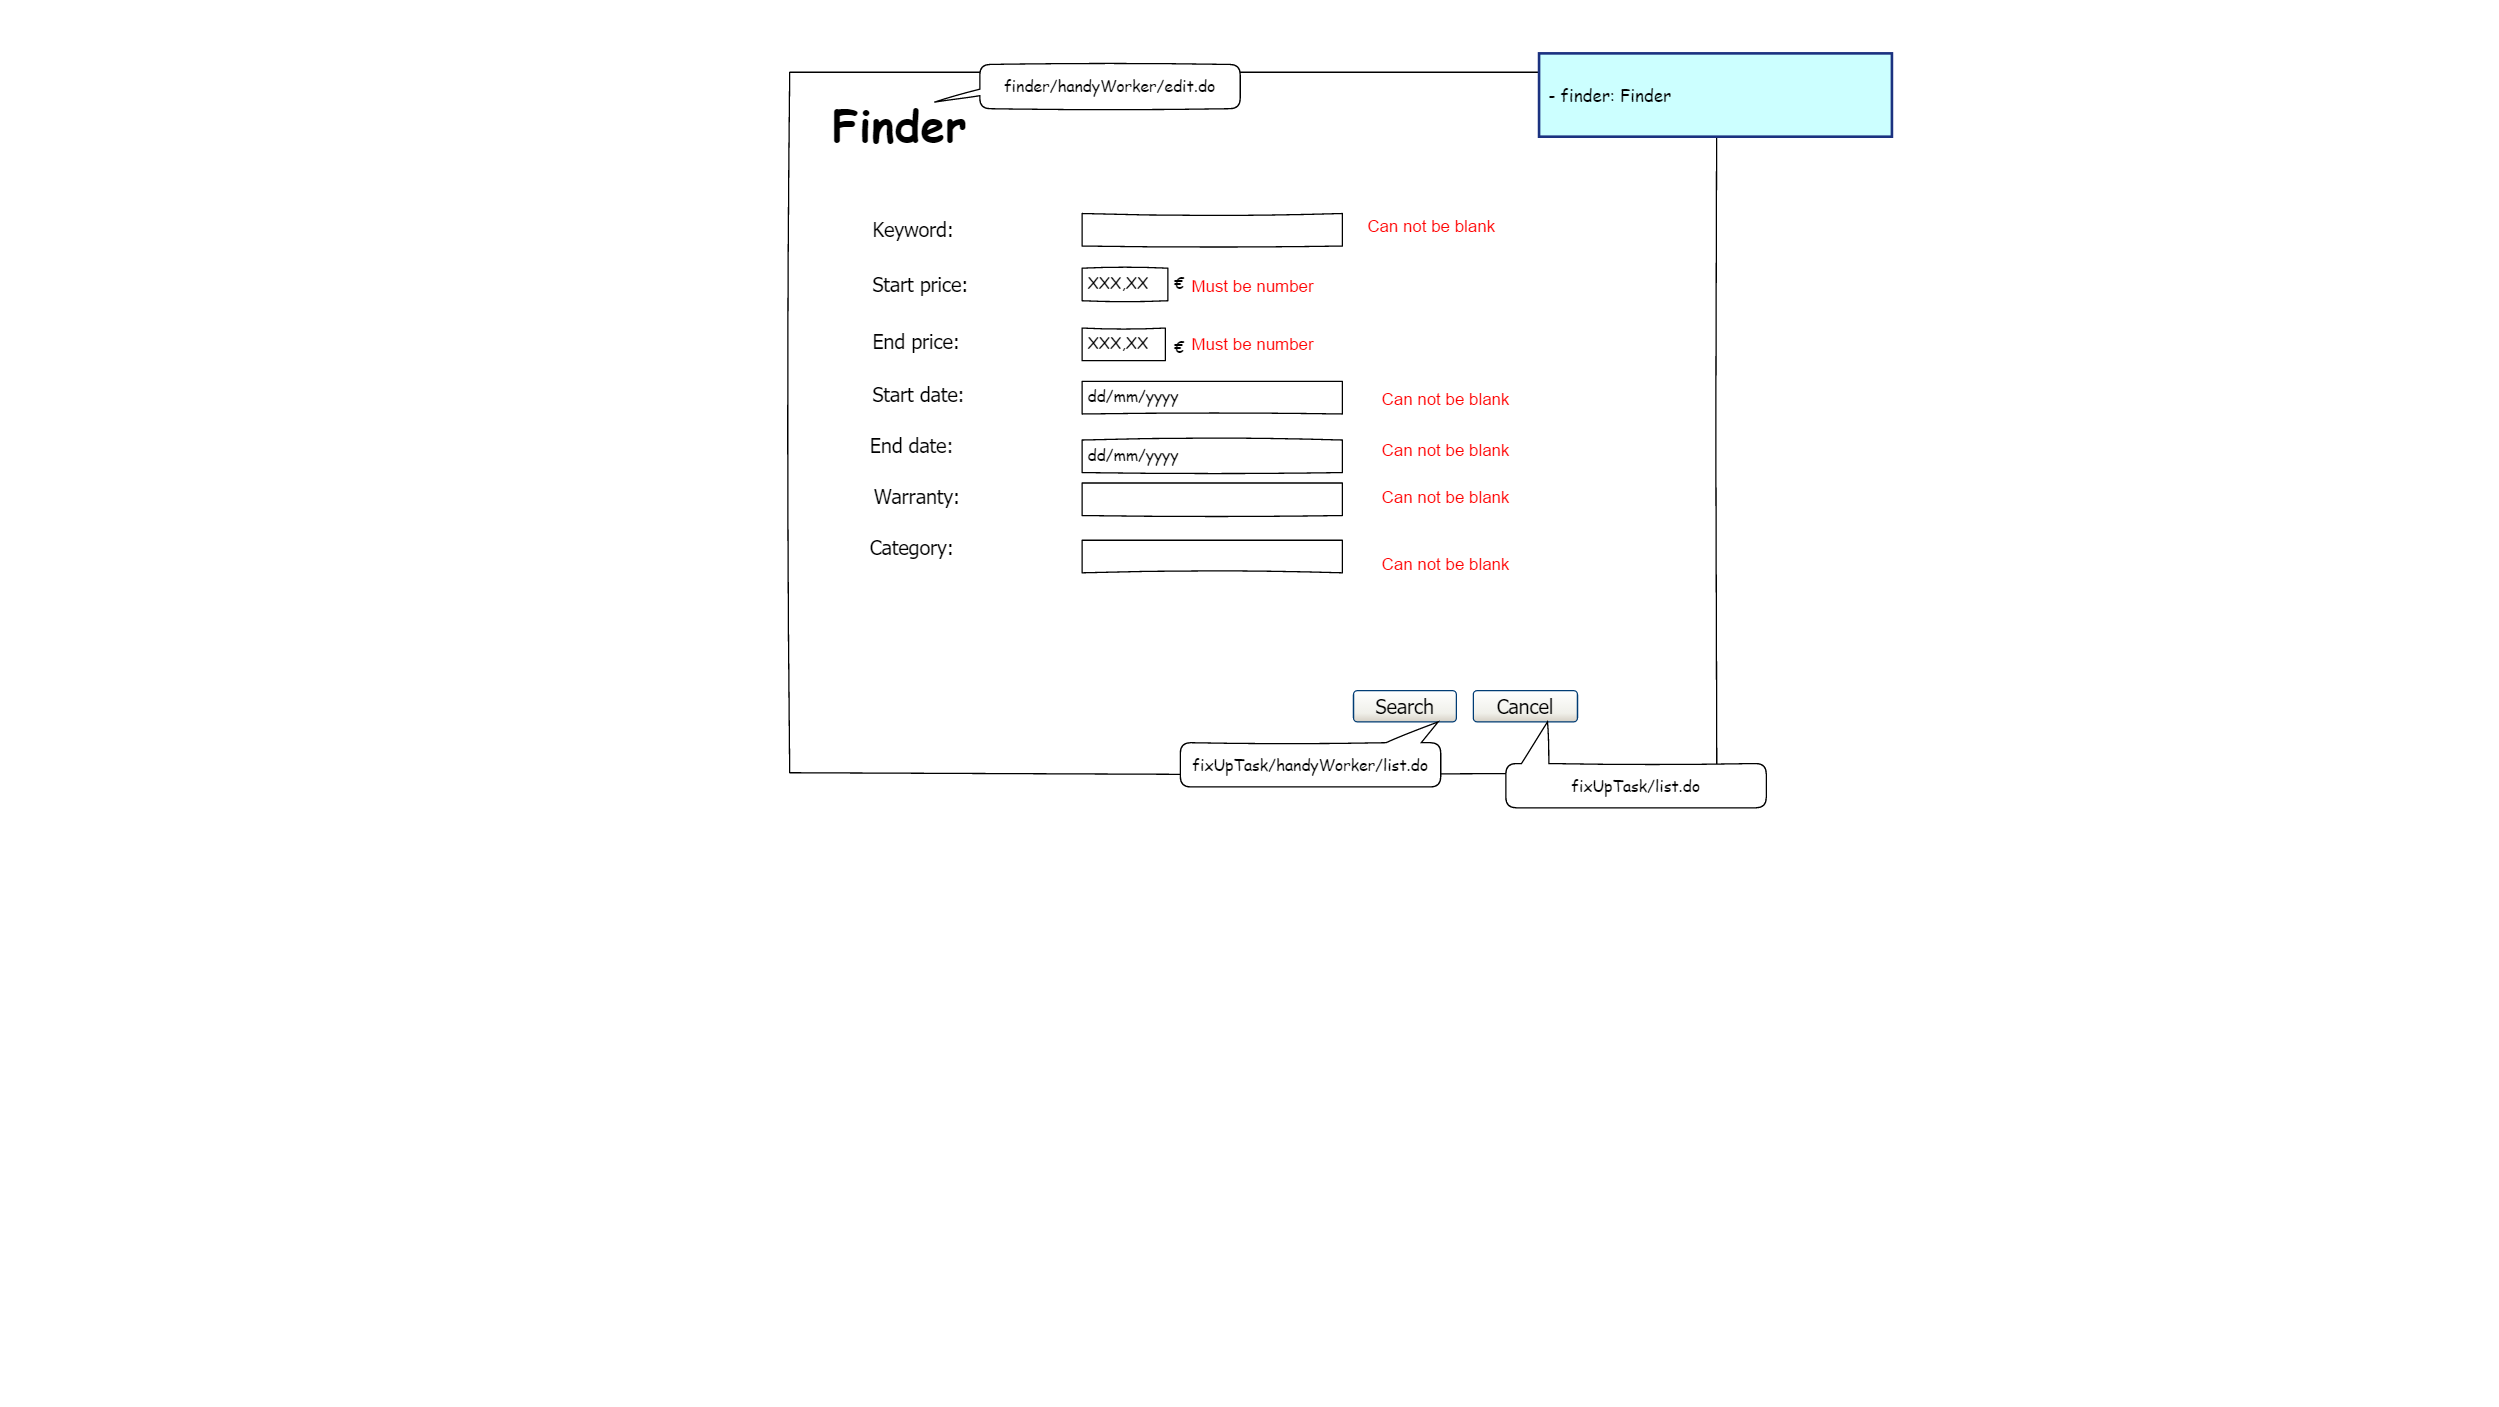 finder/handyWorker/edit.do
- finder: Finder
Finder
Keyword:
Can not be blank
Start price:
XXX,XX
€
Must be number
End price:
XXX,XX
€
Must be number
Start date:
dd/mm/yyyy
Can not be blank
End date:
dd/mm/yyyy
Can not be blank
Warranty:
Can not be blank
Category:
Can not be blank
Search
Cancel
fixUpTask/handyWorker/list.do
fixUpTask/list.do